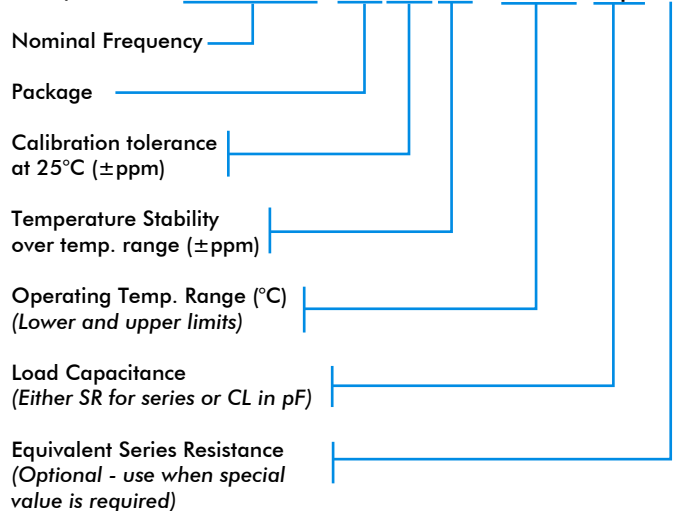 Nominal Frequency
Package
Calibration tolerance
at 25°C (±ppm)
Temperature Stability
over temp. range (±ppm)
Operating Temp. Range (°C)
(Lower and upper limits)
Load Capacitance
(Either SR for series or CL in pF)
Equivalent Series Resistance
(Optional - use when special
value is required)